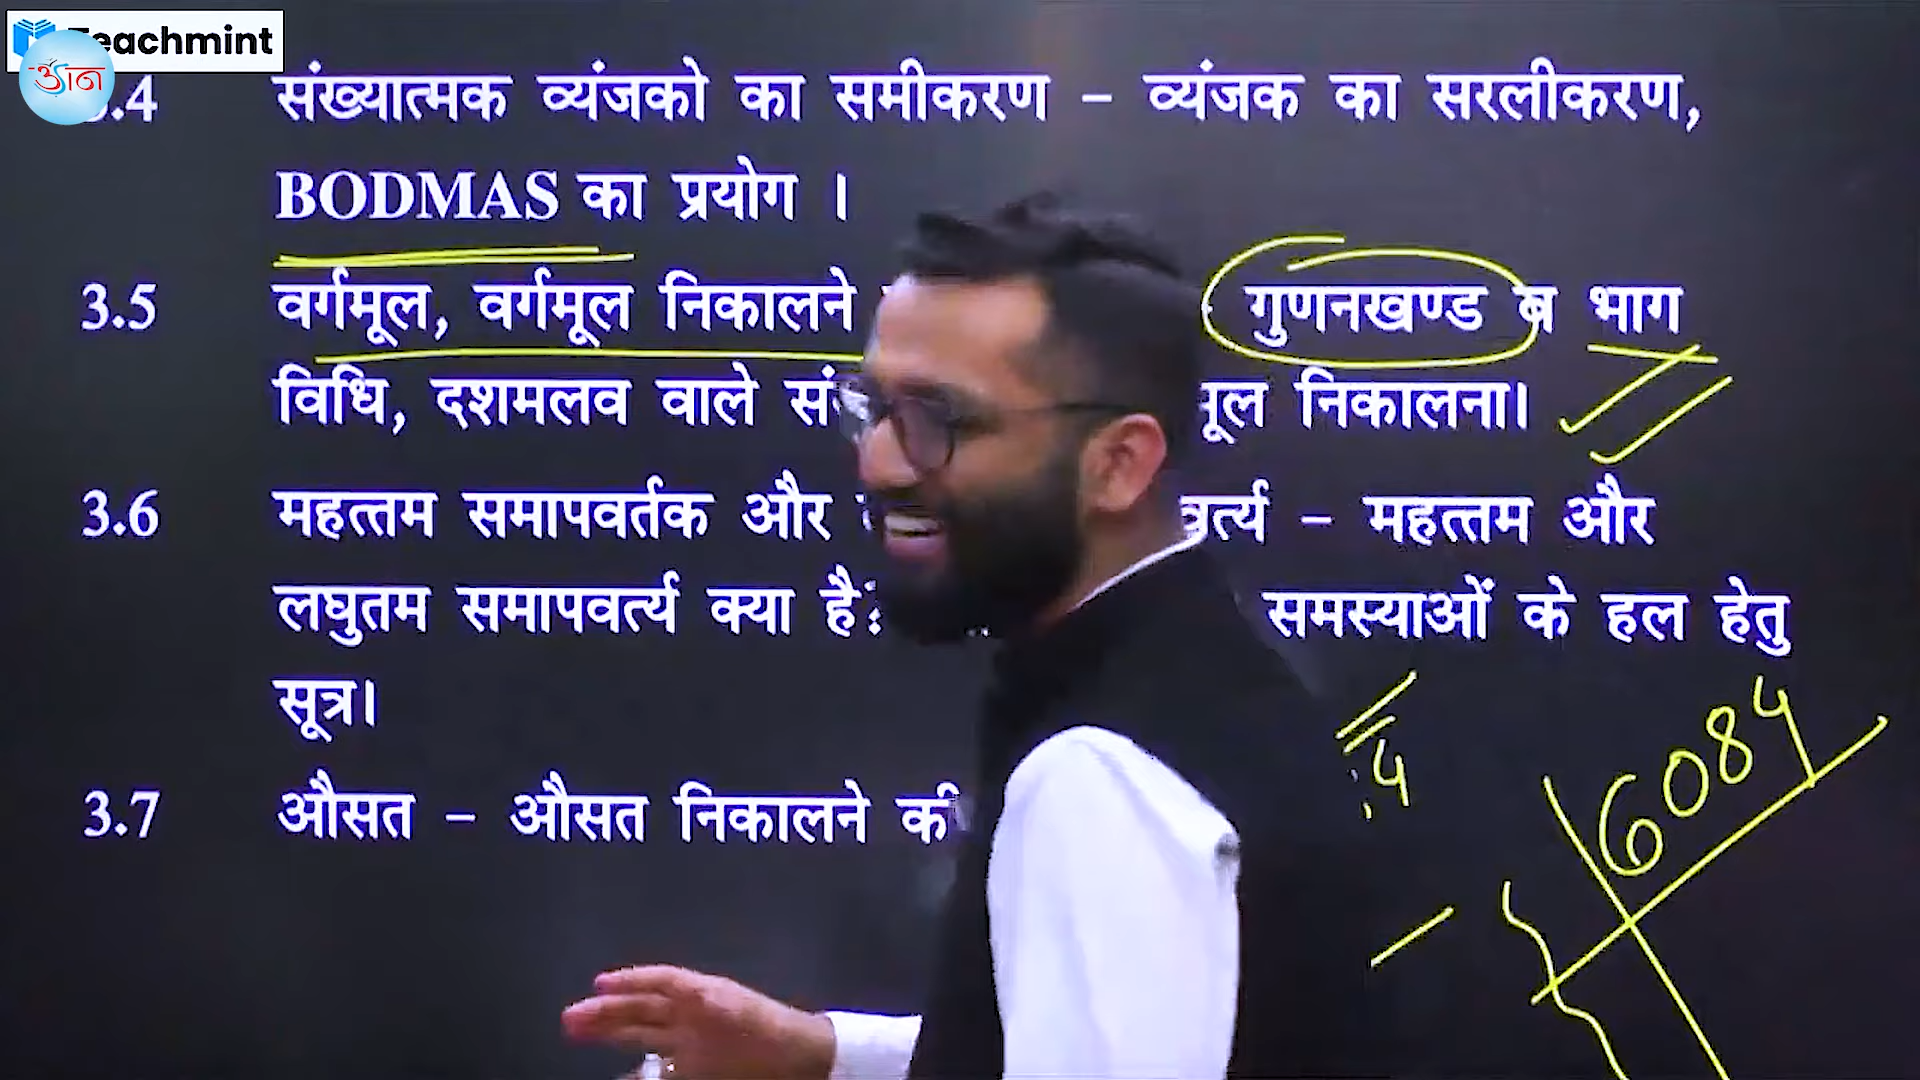 Teachmint
ज्ञान
3.4 संख्यात्मक व्यंजको का समीकरण – व्यंजक का सरलीकरण,
BODMAS का प्रयोग ।
3.5 वर्गमूल, वर्गमूल निकालने गुणनखण्ड व भाग
विधि, दशमलव वाले मूल निकालना।
3.6 महत्तम समापवर्तक और – महत्तम और
लघुतम समापवर्त्य क्या है? समस्याओं के हल हेतु
सूत्र।
3.7 औसत – औसत निकालने
4
6084